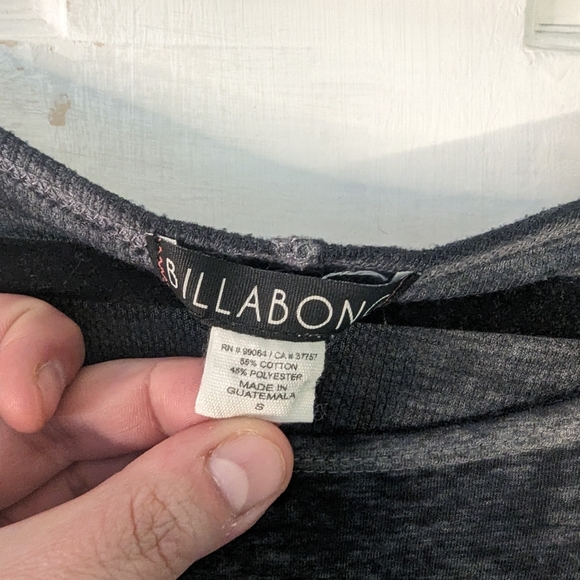 BILLABONG
RN # 99064 / CA # 37757
55% COTTON
45% POLYESTER
MADE IN
GUATEMALA
S